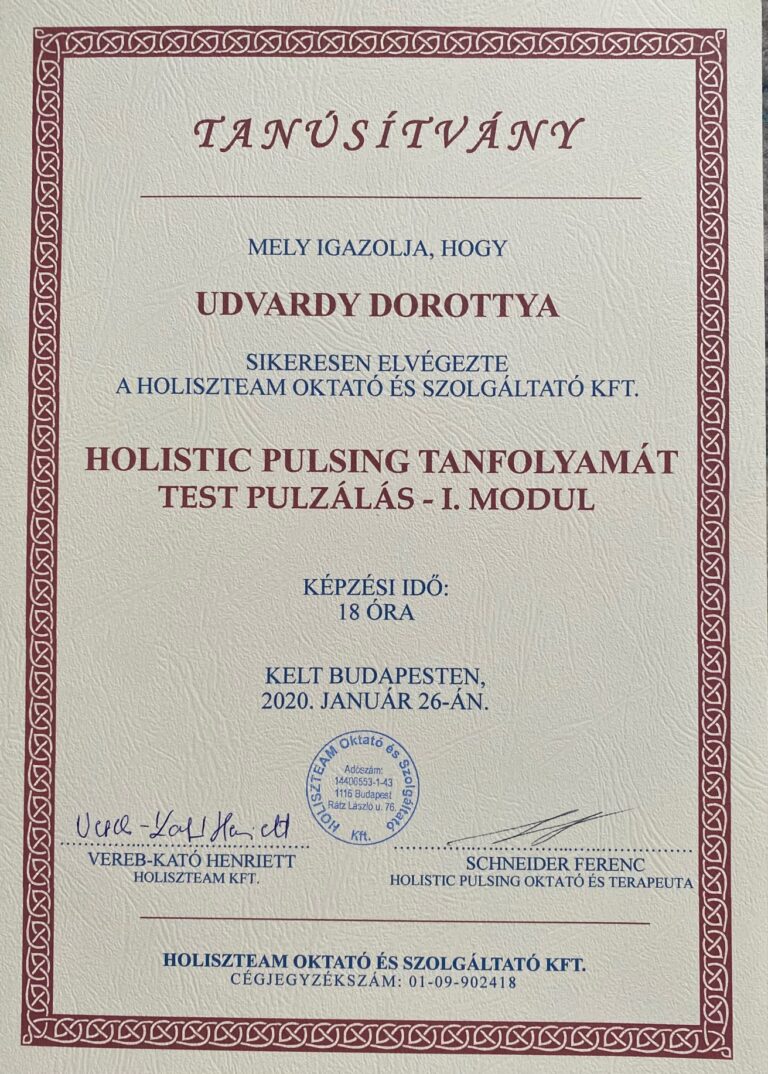 TANÚSÍTVÁNY
MELY IGAZOLJA, HOGY
UDVARDY DOROTTYA
SIKERESEN ELVÉGEZTE
A HOLISZTEAM OKTATÓ ÉS SZOLGÁLTATÓ KFT.
HOLISTIC PULSING TANFOLYAMÁT
TEST PULZÁLÁS - I. MODUL
KÉPZÉSI IDŐ:
18 ÓRA
KELT BUDAPESTEN,
2020. JANUÁR 26-ÁN.
HOLISZTEAM Oktató és Szolgáltató
Adószám:
14406553-1-43
1116 Budapest
Rátz László u. 76.
Kft.
Vereb-Kató Henriett
VEREB-KATÓ HENRIETT
HOLISZTEAM KFT.
SCHNEIDER FERENC
HOLISTIC PULSING OKTATÓ ÉS TERAPEUTA
HOLISZTEAM OKTATÓ ÉS SZOLGÁLTATÓ KFT.
CÉGJEGYZÉKSZÁM: 01-09-902418